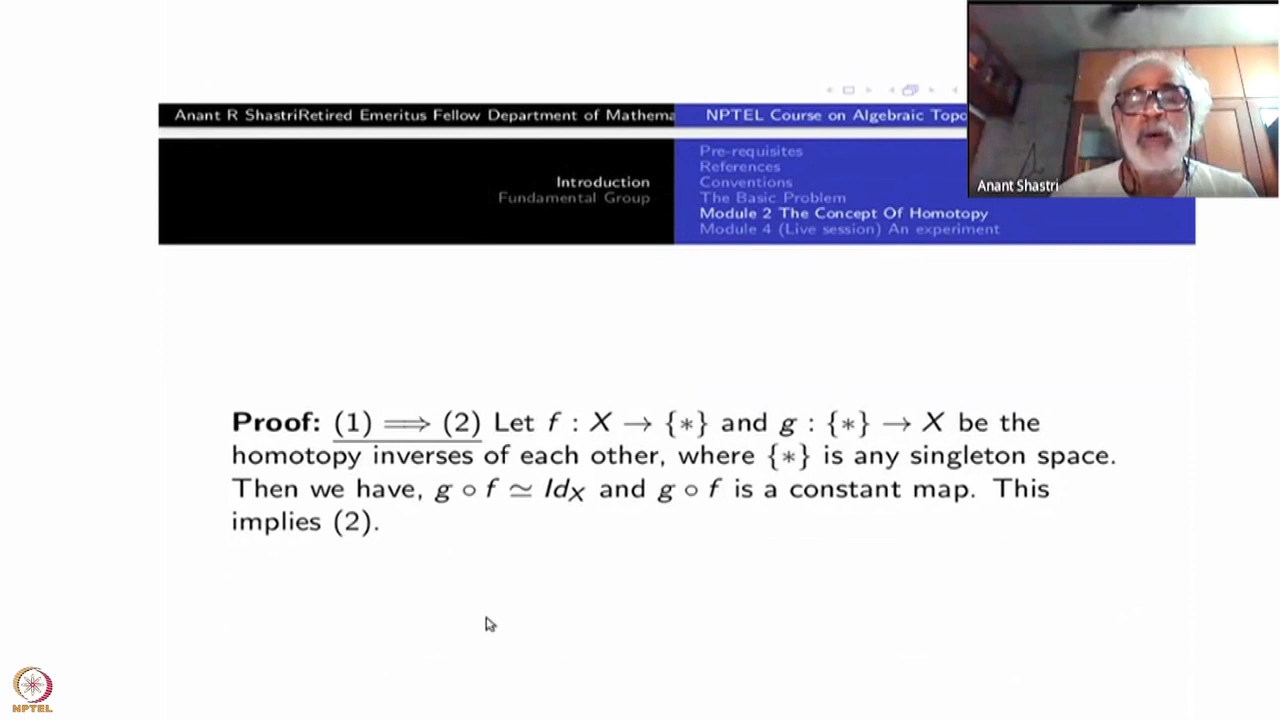 Anant R ShastriRetired Emeritus Fellow Department of Mathema
NPTEL Course on Algebraic Topo
Introduction
Fundamental Group
Pre-requisites
References
Conventions
The Basic Problem
Module 2 The Concept Of Homotopy
Module 4 (Live session) An experiment
Anant Shastri
Proof: (1) ⟹ (2) Let f : X → {∗} and g : {∗} → X be the
homotopy inverses of each other, where {∗} is any singleton space.
Then we have, g ∘ f ≃ Id_X and g ∘ f is a constant map. This
implies (2).
NPTEL